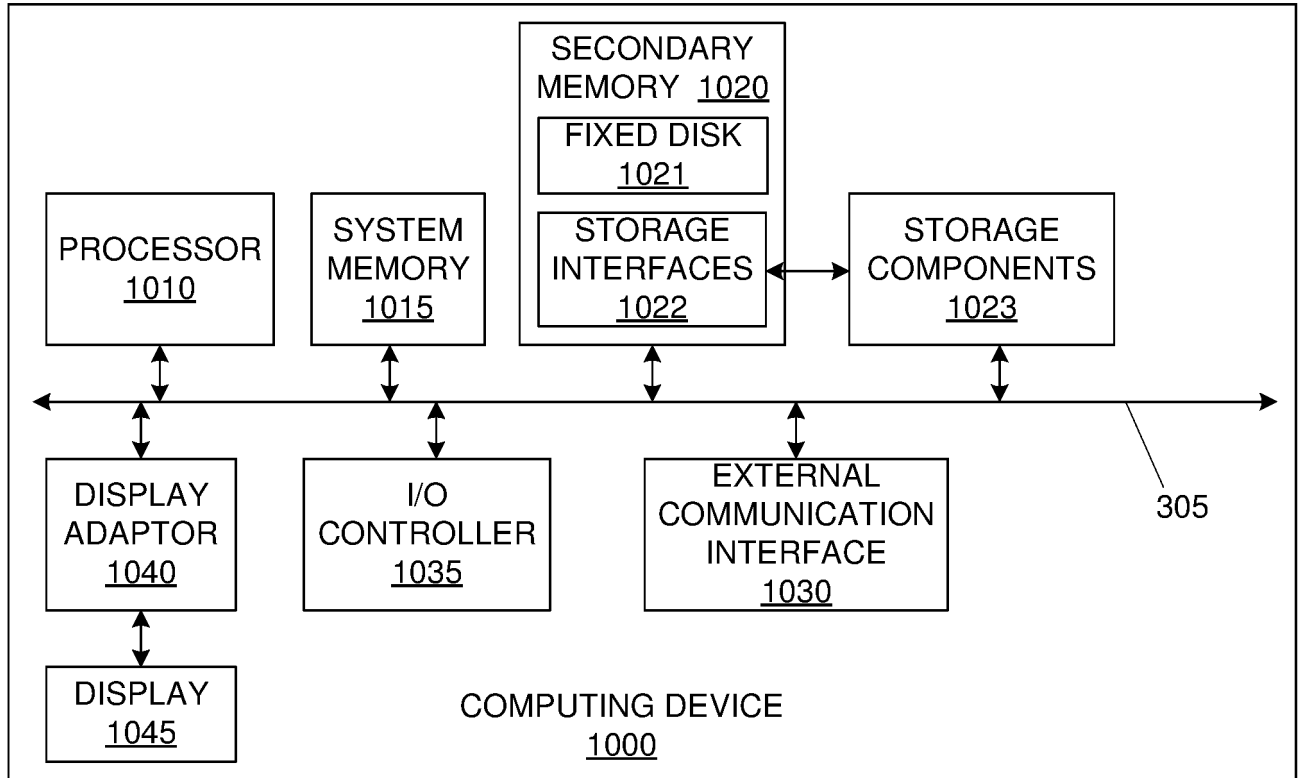 SECONDARY
MEMORY 1020
FIXED DISK
1021
STORAGE
INTERFACES
1022
PROCESSOR
1010
SYSTEM
MEMORY
1015
STORAGE
COMPONENTS
1023
DISPLAY
ADAPTOR
1040
I/O
CONTROLLER
1035
EXTERNAL
COMMUNICATION
INTERFACE
1030
305
DISPLAY
1045
COMPUTING DEVICE
1000